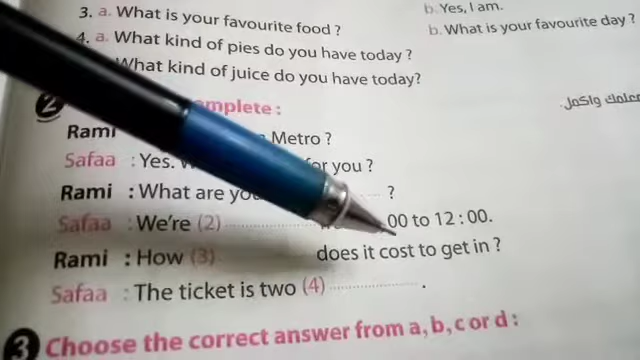 3. a. What is your favourite food ?
b. Yes, I am.
4. a. What kind of pies do you have today ?
b. What is your favourite day ?
What kind of juice do you have today?
2 mplete :
واكمل
Rami Metro ?
Safaa : Yes. for you ?
Rami : What are yo ?
Safaa : We're (2) 00 to 12 : 00.
Rami : How (3) does it cost to get in ?
Safaa : The ticket is two (4) .
3 Choose the correct answer from a, b, c or d :